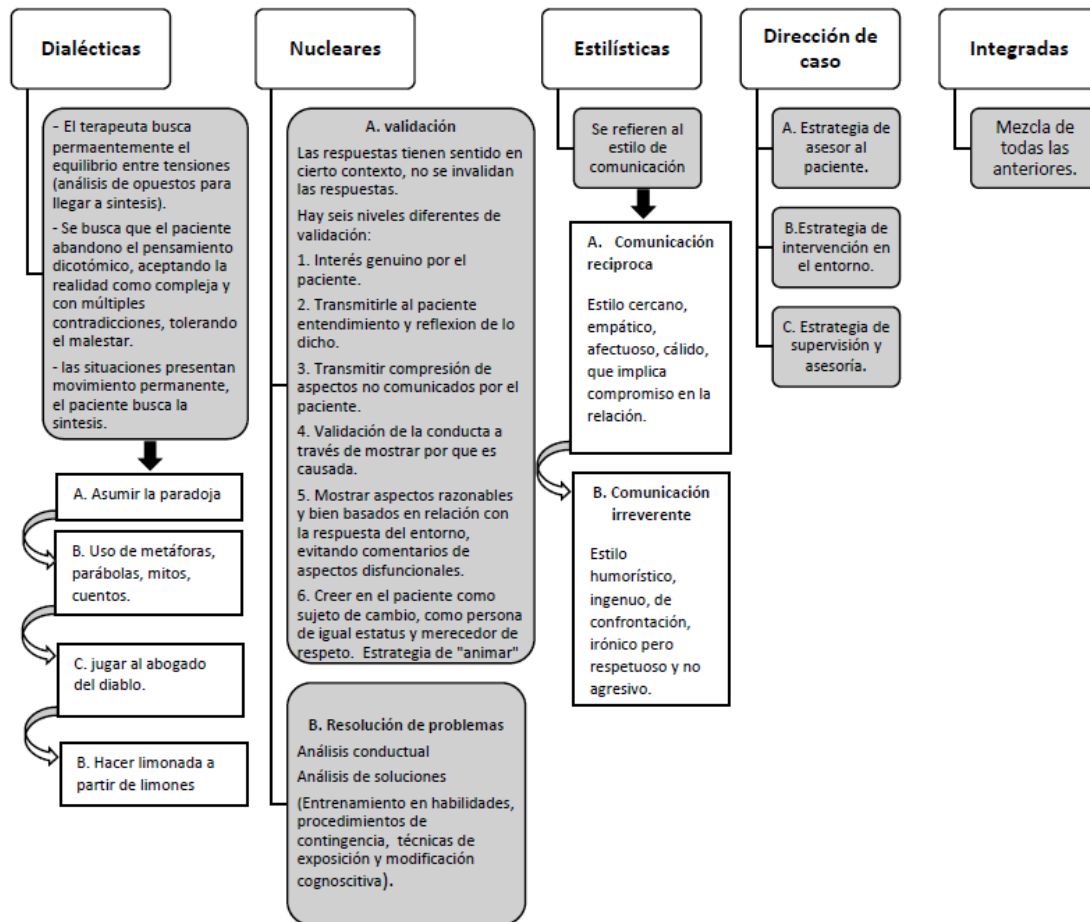 Dialécticas
- El terapeuta busca
permaentemente el
equilibrio entre tensiones
(análisis de opuestos para
llegar a sintesis).
- Se busca que el paciente
abandono el pensamiento
dicotómico, aceptando la
realidad como compleja y
con múltiples
contradicciones, tolerando
el malestar.
- las situaciones presentan
movimiento permanente,
el paciente busca la
sintesis.
A. Asumir la paradoja
B. Uso de metáforas,
parábolas, mitos,
cuentos.
C. jugar al abogado
del diablo.
B. Hacer limonada a
partir de limones
Nucleares
A. validación
Las respuestas tienen sentido en
cierto contexto, no se invalidan
las respuestas.
Hay seis niveles diferentes de
validación:
1. Interés genuino por el
paciente.
2. Transmitirle al paciente
entendimiento y reflexion de lo
dicho.
3. Transmitir compresión de
aspectos no comunicados por el
paciente.
4. Validación de la conducta a
través de mostrar por que es
causada.
5. Mostrar aspectos razonables
y bien basados en relación con
la respuesta del entorno,
evitando comentarios de
aspectos disfuncionales.
6. Creer en el paciente como
sujeto de cambio, como persona
de igual estatus y merecedor de
respeto. Estrategia de "animar"
B. Resolución de problemas
Análisis conductual
Análisis de soluciones
(Entrenamiento en habilidades,
procedimientos de
contingencia, técnicas de
exposición y modificación
cognoscitiva).
Estilísticas
Se refieren al
estilo de
comunicación
A. Comunicación
reciproca
Estilo cercano,
empático,
afectuoso, cálido,
que implica
compromiso en la
relación.
B. Comunicación
irreverente
Estilo
humorístico,
ingenuo, de
confrontación,
irónico pero
respetuoso y no
agresivo.
Dirección de
caso
A. Estrategia de
asesor al
paciente.
B.Estrategia de
intervención en
el entorno.
C. Estrategia de
supervisión y
asesoría.
Integradas
Mezcla de
todas las
anteriores.